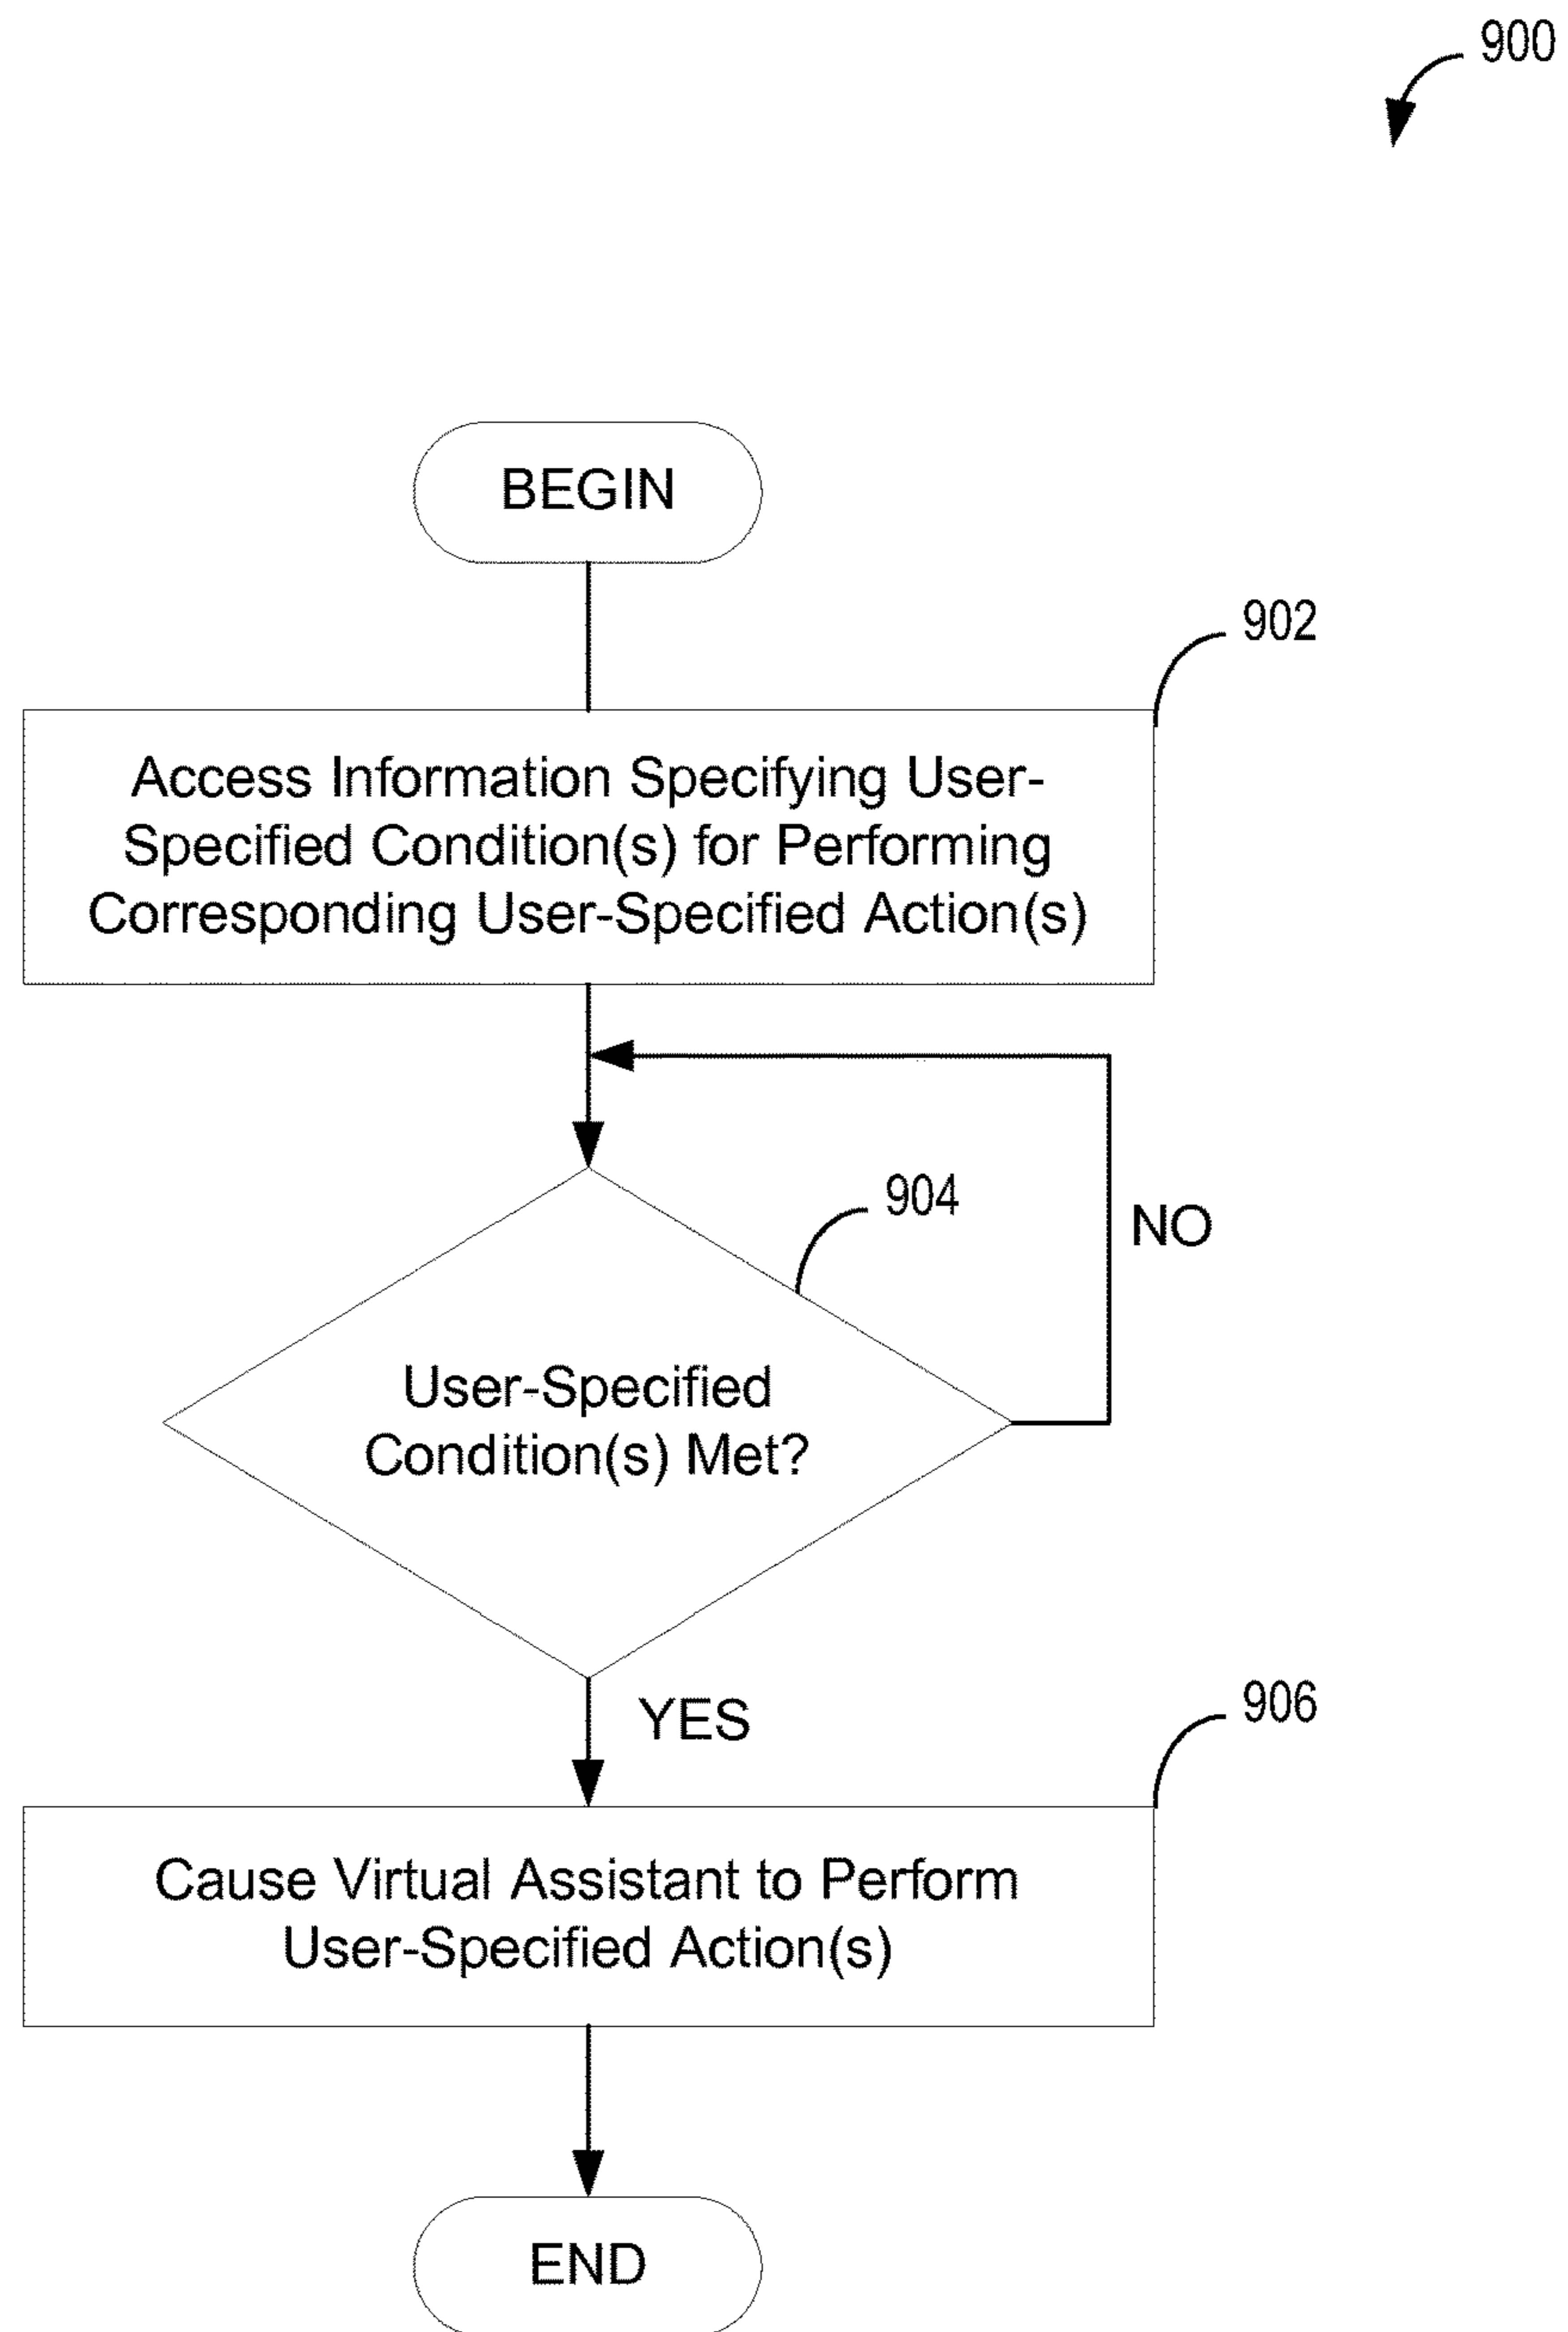 900
BEGIN
902
Access Information Specifying User-
Specified Condition(s) for Performing
Corresponding User-Specified Action(s)
904
NO
User-Specified
Condition(s) Met?
YES
906
Cause Virtual Assistant to Perform
User-Specified Action(s)
END